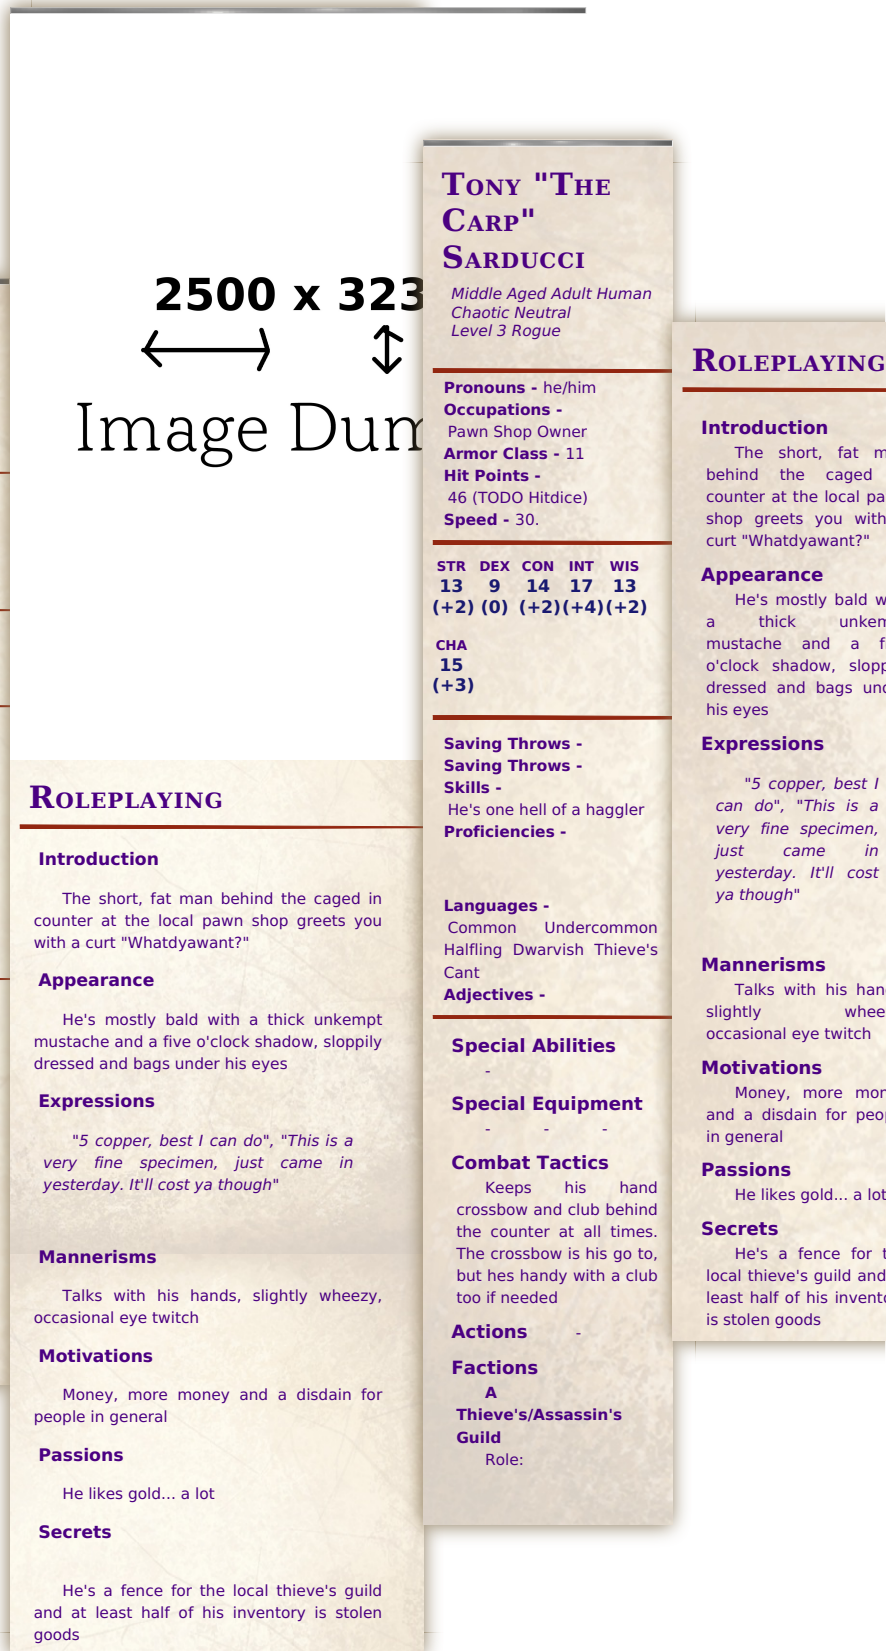 2500 x 323
Image Dum
Roleplaying
Introduction
The short, fat man behind the caged in
counter at the local pawn shop greets you
with a curt "Whatdyawant?"
Appearance
He's mostly bald with a thick unkempt
mustache and a five o'clock shadow, sloppily
dressed and bags under his eyes
Expressions
"5 copper, best I can do", "This is a
very fine specimen, just came in
yesterday. It'll cost ya though"
Mannerisms
Talks with his hands, slightly wheezy,
occasional eye twitch
Motivations
Money, more money and a disdain for
people in general
Passions
He likes gold... a lot
Secrets
He's a fence for the local thieve's guild
and at least half of his inventory is stolen
goods
Tony "The
Carp"
Sarducci
Middle Aged Adult Human
Chaotic Neutral
Level 3 Rogue
Pronouns - he/him
Occupations -
Pawn Shop Owner
Armor Class - 11
Hit Points -
46 (TODO Hitdice)
Speed - 30.
STR DEX CON INT WIS
13 9 14 17 13
(+2) (0) (+2) (+4) (+2)
CHA
15
(+3)
Saving Throws -
Saving Throws -
Skills -
He's one hell of a haggler
Proficiencies -
Languages -
Common Undercommon
Halfling Dwarvish Thieve's
Cant
Adjectives -
Special Abilities
-
Special Equipment
- - -
Combat Tactics
Keeps his hand
crossbow and club behind
the counter at all times.
The crossbow is his go to,
but hes handy with a club
too if needed
Actions -
Factions
A
Thieve's/Assassin's
Guild
Role:
Roleplaying
Introduction
The short, fat m
behind the caged
counter at the local pa
shop greets you with
curt "Whatdyawant?"
Appearance
He's mostly bald w
a thick unkem
mustache and a f
o'clock shadow, slopp
dressed and bags und
his eyes
Expressions
"5 copper, best I
can do", "This is a
very fine specimen,
just came in
yesterday. It'll cost
ya though"
Mannerisms
Talks with his han
slightly whee
occasional eye twitch
Motivations
Money, more mon
and a disdain for peop
in general
Passions
He likes gold... a lot
Secrets
He's a fence for t
local thieve's guild and
least half of his invento
is stolen goods